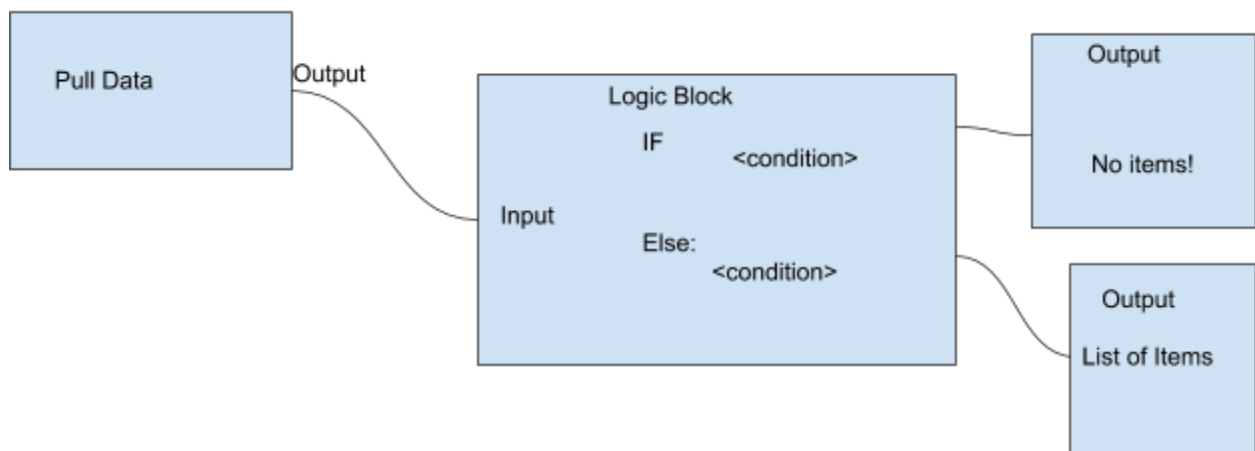 Pull Data
Output
Logic Block
IF
<condition>
Input
Else:
<condition>
Output
No items!
Output
List of Items